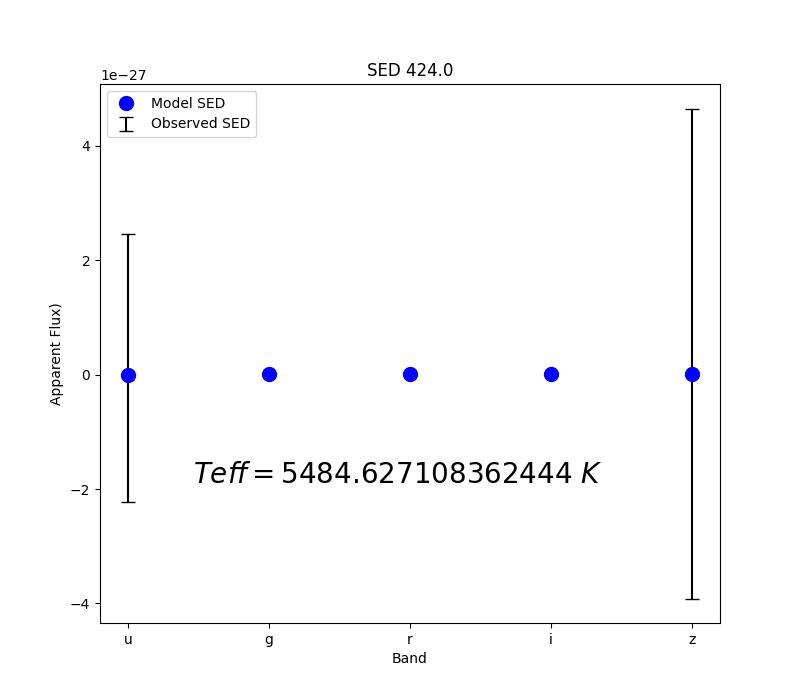 SED 424.0
1e−27
Model SED
Observed SED
4
2
0
−2
−4
Apparent Flux)
Teff = 5484.627108362444 K
u g r i z
Band